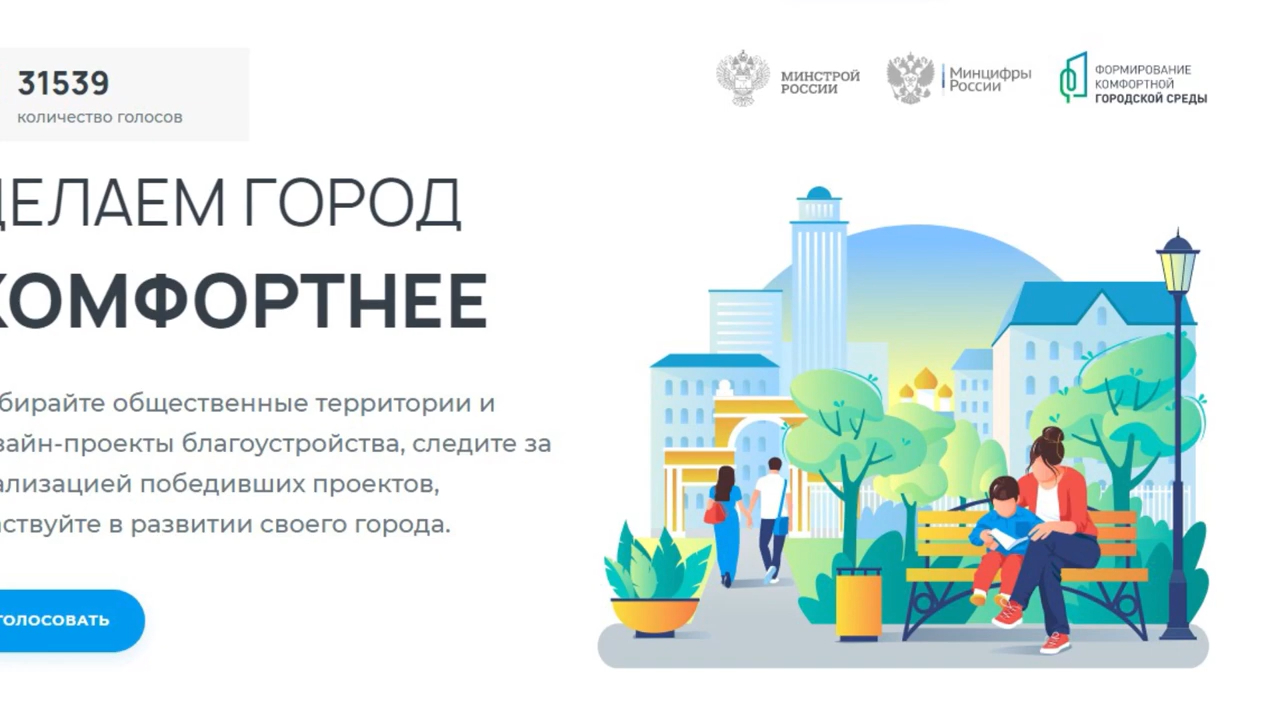 31539
количество голосов
МИНСТРОЙ
РОССИИ
Минцифры
России
ФОРМИРОВАНИЕ
КОМФОРТНОЙ
ГОРОДСКОЙ СРЕДЫ
ДЕЛАЕМ ГОРОД
КОМФОРТНЕЕ
бирайте общественные территории и
зайн-проекты благоустройства, следите за
ализацией победивших проектов,
аствуйте в развитии своего города.
ГОЛОСОВАТЬ